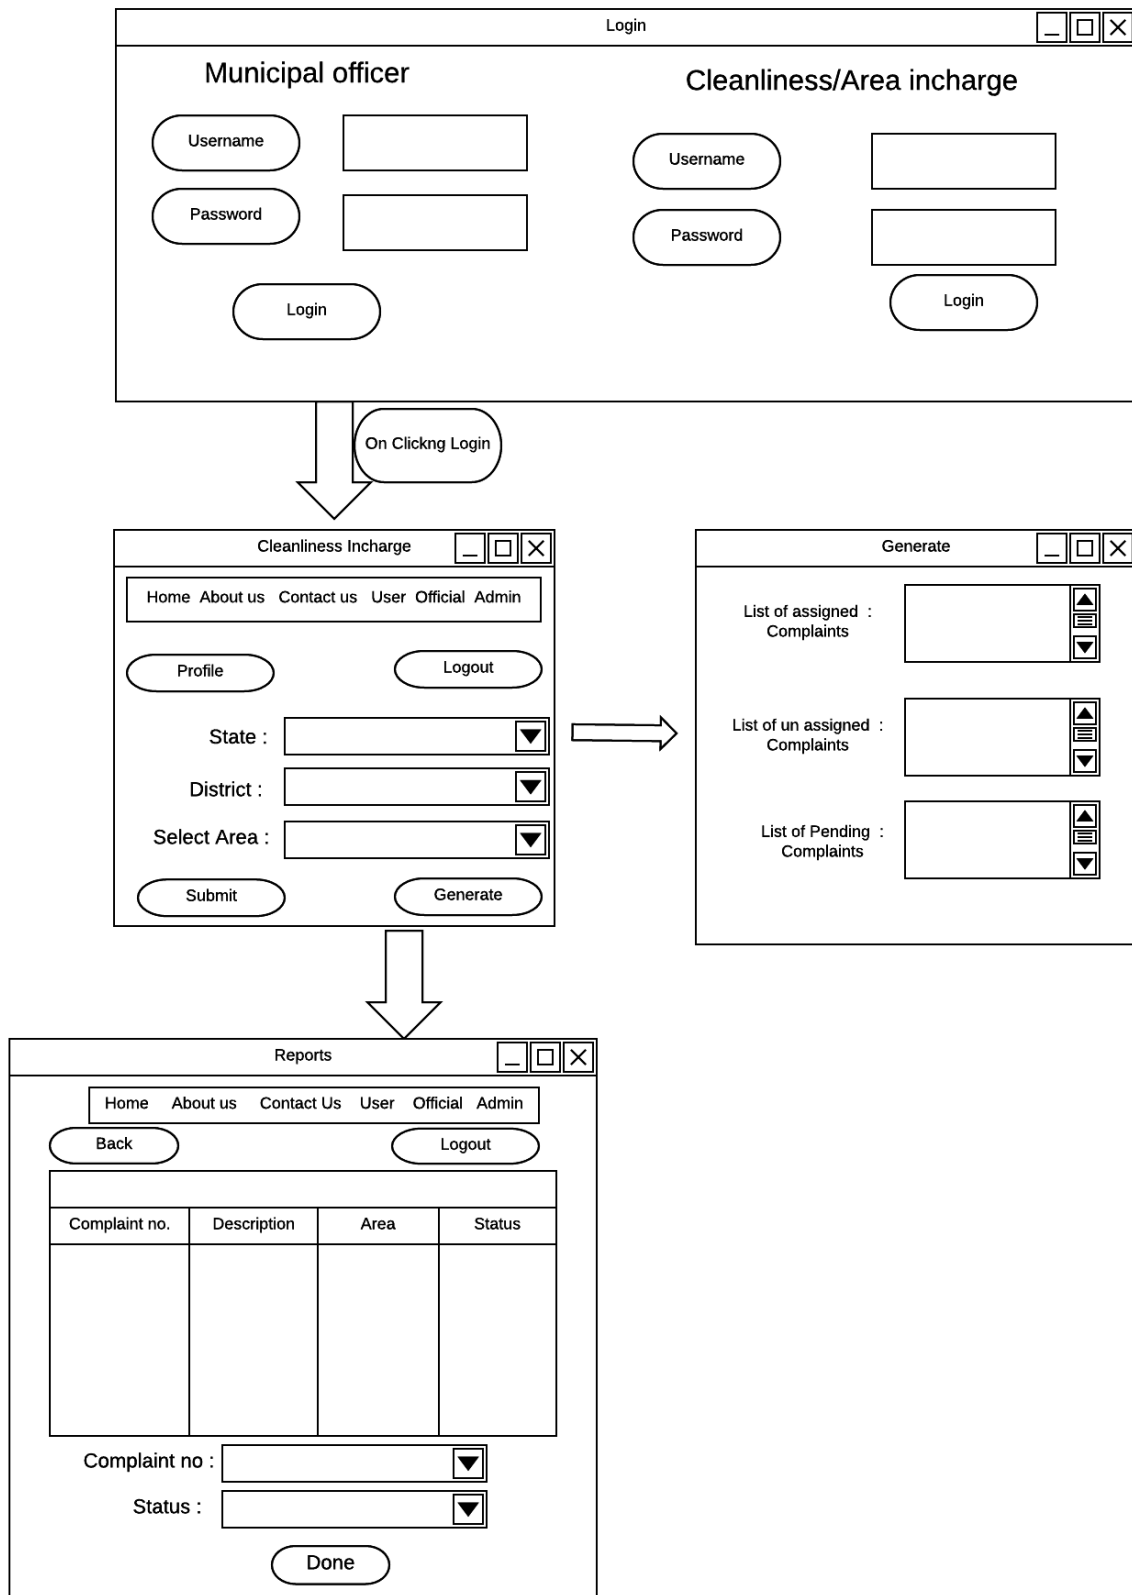 Login
Municipal officer
Cleanliness/Area incharge
Username
Username
Password
Password
Login
Login
On Clickng Login
Cleanliness Incharge
Home About us Contact us User Official Admin
Profile
Logout
State :
District :
Select Area :
Submit
Generate
Generate
List of assigned :
Complaints
List of un assigned :
Complaints
List of Pending :
Complaints
Reports
Home About us Contact Us User Official Admin
Back
Logout
Complaint no. Description Area Status
Complaint no :
Status :
Done